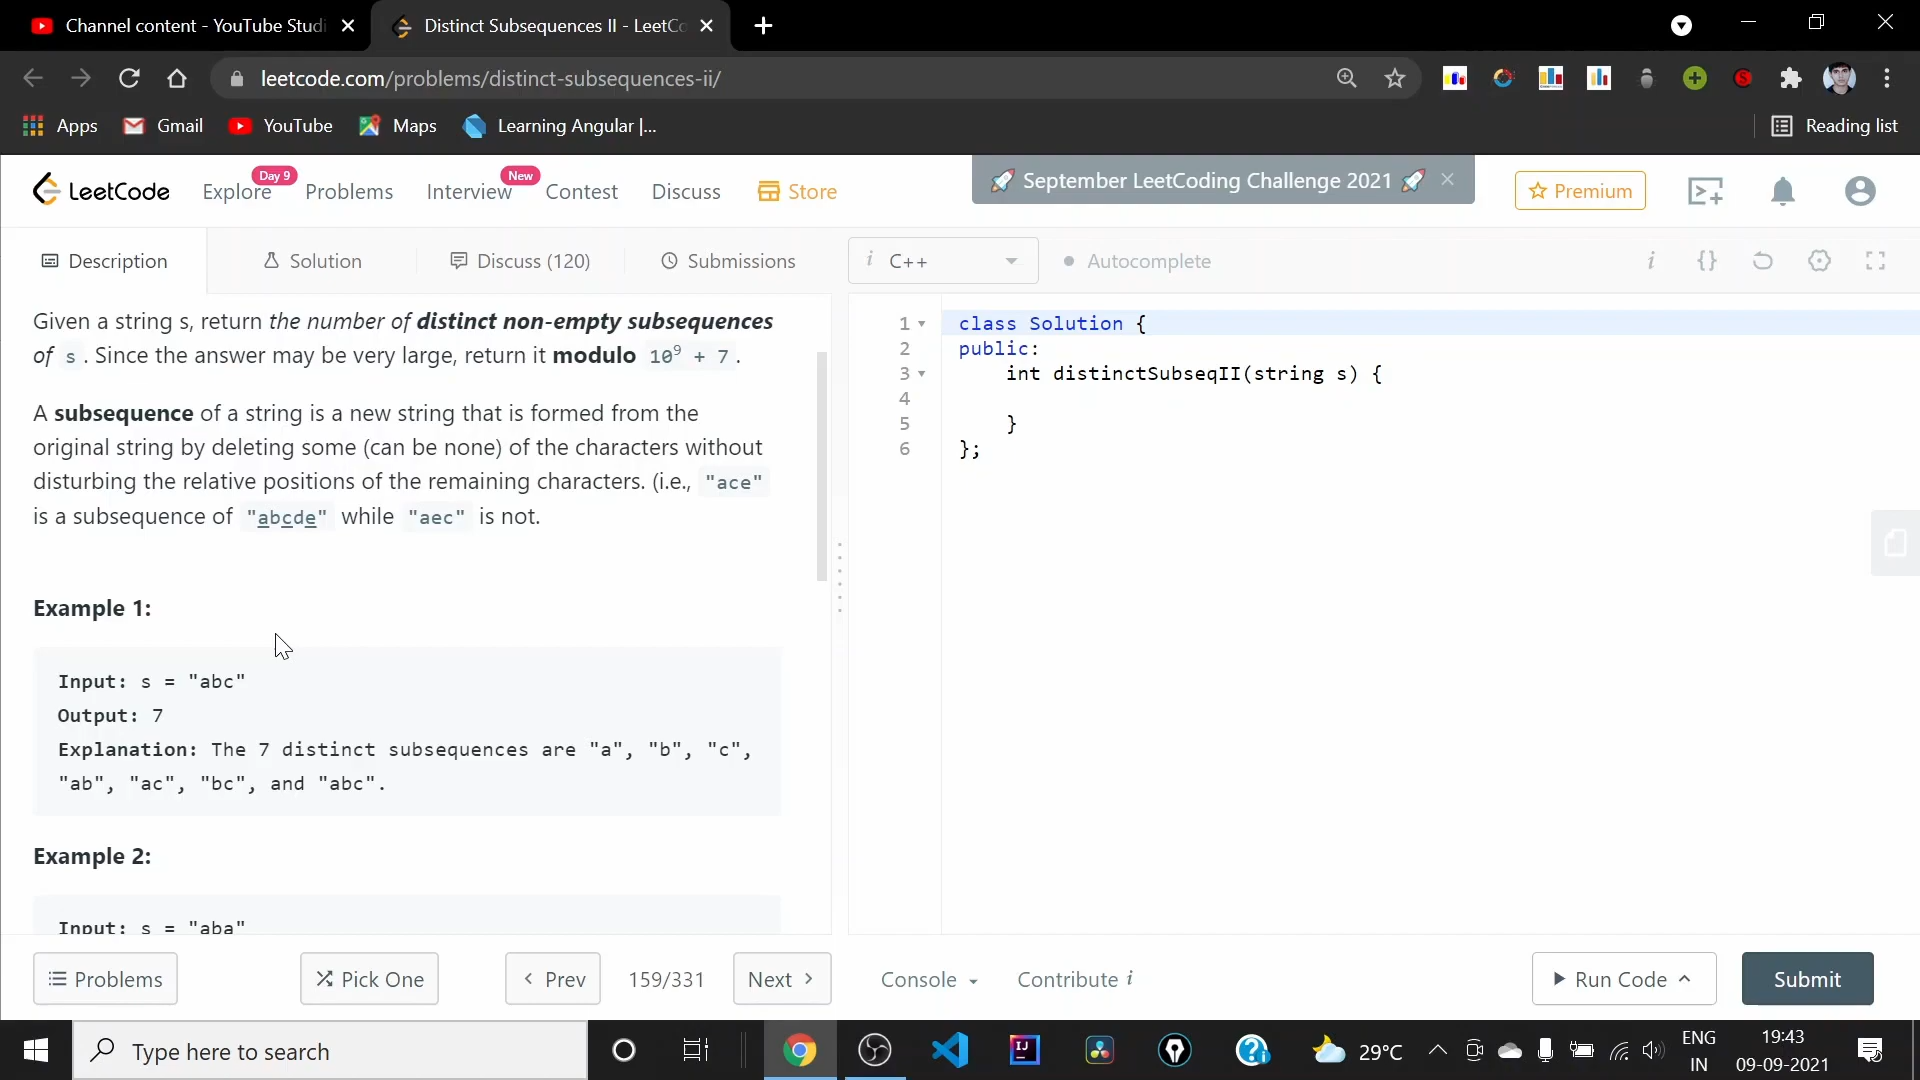 Channel content - YouTube Studi
Distinct Subsequences II - LeetCo
leetcode.com/problems/distinct-subsequences-ii/
Apps
Gmail
YouTube
Maps
Learning Angular |...
Reading list
LeetCode
Explore
Day 9
Problems
Interview
New
Contest
Discuss
Store
September LeetCoding Challenge 2021
Premium
Description
Solution
Discuss (120)
Submissions
i C++
Autocomplete
i {}
Given a string s, return the number of distinct non-empty subsequences
of s . Since the answer may be very large, return it modulo 10⁹ + 7 .
A subsequence of a string is a new string that is formed from the
original string by deleting some (can be none) of the characters without
disturbing the relative positions of the remaining characters. (i.e., "ace"
is a subsequence of "abcde" while "aec" is not.
Example 1:
Input: s = "abc"
Output: 7
Explanation: The 7 distinct subsequences are "a", "b", "c",
"ab", "ac", "bc", and "abc".
Example 2:
Input: s = "aba"
1 class Solution {
2 public:
3 int distinctSubseqII(string s) {
4
5 }
6 };
Problems
Pick One
Prev
159/331
Next
Console
Contribute i
Run Code
Submit
Type here to search
29°C
ENG
IN
19:43
09-09-2021